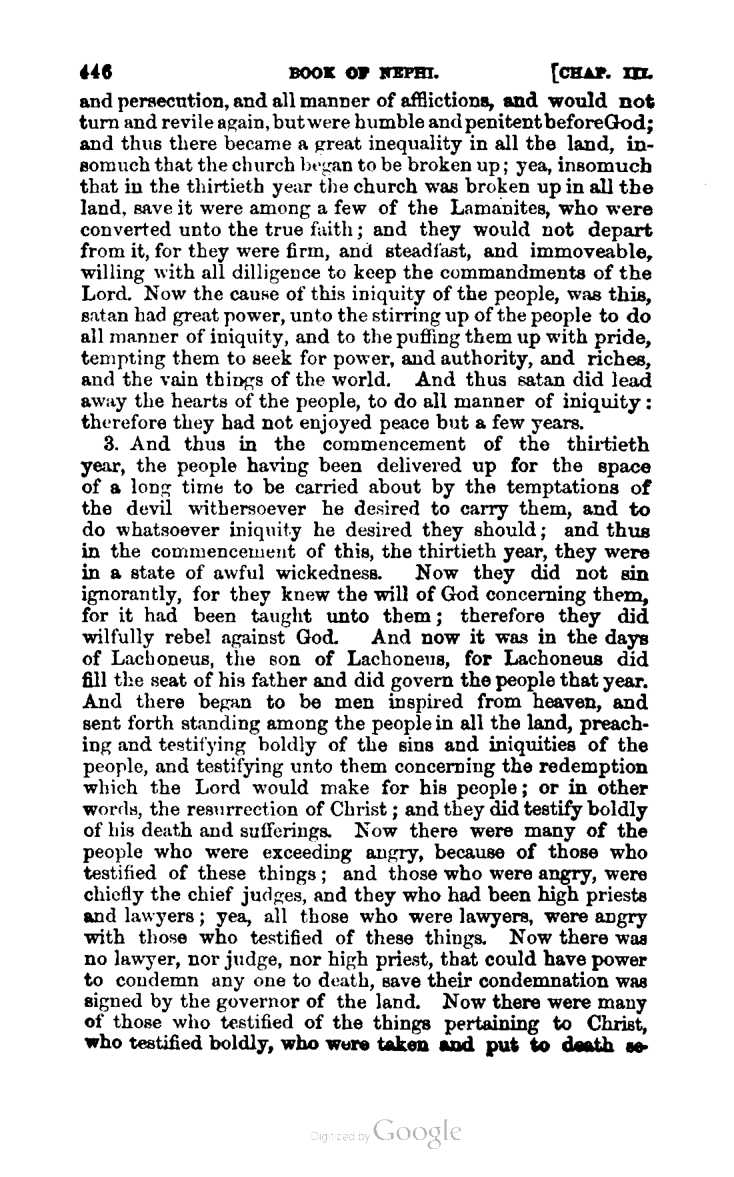 446 BOOK OF NEPHI. [CHAP. III.
and persecution, and all manner of afflictions, and would not
turn and revile again, but were humble and penitent before God;
and thus there became a great inequality in all the land, in-
somuch that the church began to be broken up; yea, insomuch
that in the thirtieth year the church was broken up in all the
land, save it were among a few of the Lamanites, who were
converted unto the true faith; and they would not depart
from it, for they were firm, and steadfast, and immoveable,
willing with all dilligence to keep the commandments of the
Lord. Now the cause of this iniquity of the people, was this,
satan had great power, unto the stirring up of the people to do
all manner of iniquity, and to the puffing them up with pride,
tempting them to seek for power, and authority, and riches,
and the vain things of the world. And thus satan did lead
away the hearts of the people, to do all manner of iniquity:
therefore they had not enjoyed peace but a few years.
3. And thus in the commencement of the thirtieth
year, the people having been delivered up for the space
of a long time to be carried about by the temptations of
the devil withersoever he desired to carry them, and to
do whatsoever iniquity he desired they should; and thus
in the commencement of this, the thirtieth year, they were
in a state of awful wickedness. Now they did not sin
ignorantly, for they knew the will of God concerning them,
for it had been taught unto them; therefore they did
wilfully rebel against God. And now it was in the days
of Lachoneus, the son of Lachoneus, for Lachoneus did
fill the seat of his father and did govern the people that year.
And there began to be men inspired from heaven, and
sent forth standing among the people in all the land, preach-
ing and testifying boldly of the sins and iniquities of the
people, and testifying unto them concerning the redemption
which the Lord would make for his people; or in other
words, the resurrection of Christ; and they did testify boldly
of his death and sufferings. Now there were many of the
people who were exceeding angry, because of those who
testified of these things; and those who were angry, were
chiefly the chief judges, and they who had been high priests
and lawyers; yea, all those who were lawyers, were angry
with those who testified of these things. Now there was
no lawyer, nor judge, nor high priest, that could have power
to condemn any one to death, save their condemnation was
signed by the governor of the land. Now there were many
of those who testified of the things pertaining to Christ,
who testified boldly, who were taken and put to death se-
Digitized by Google